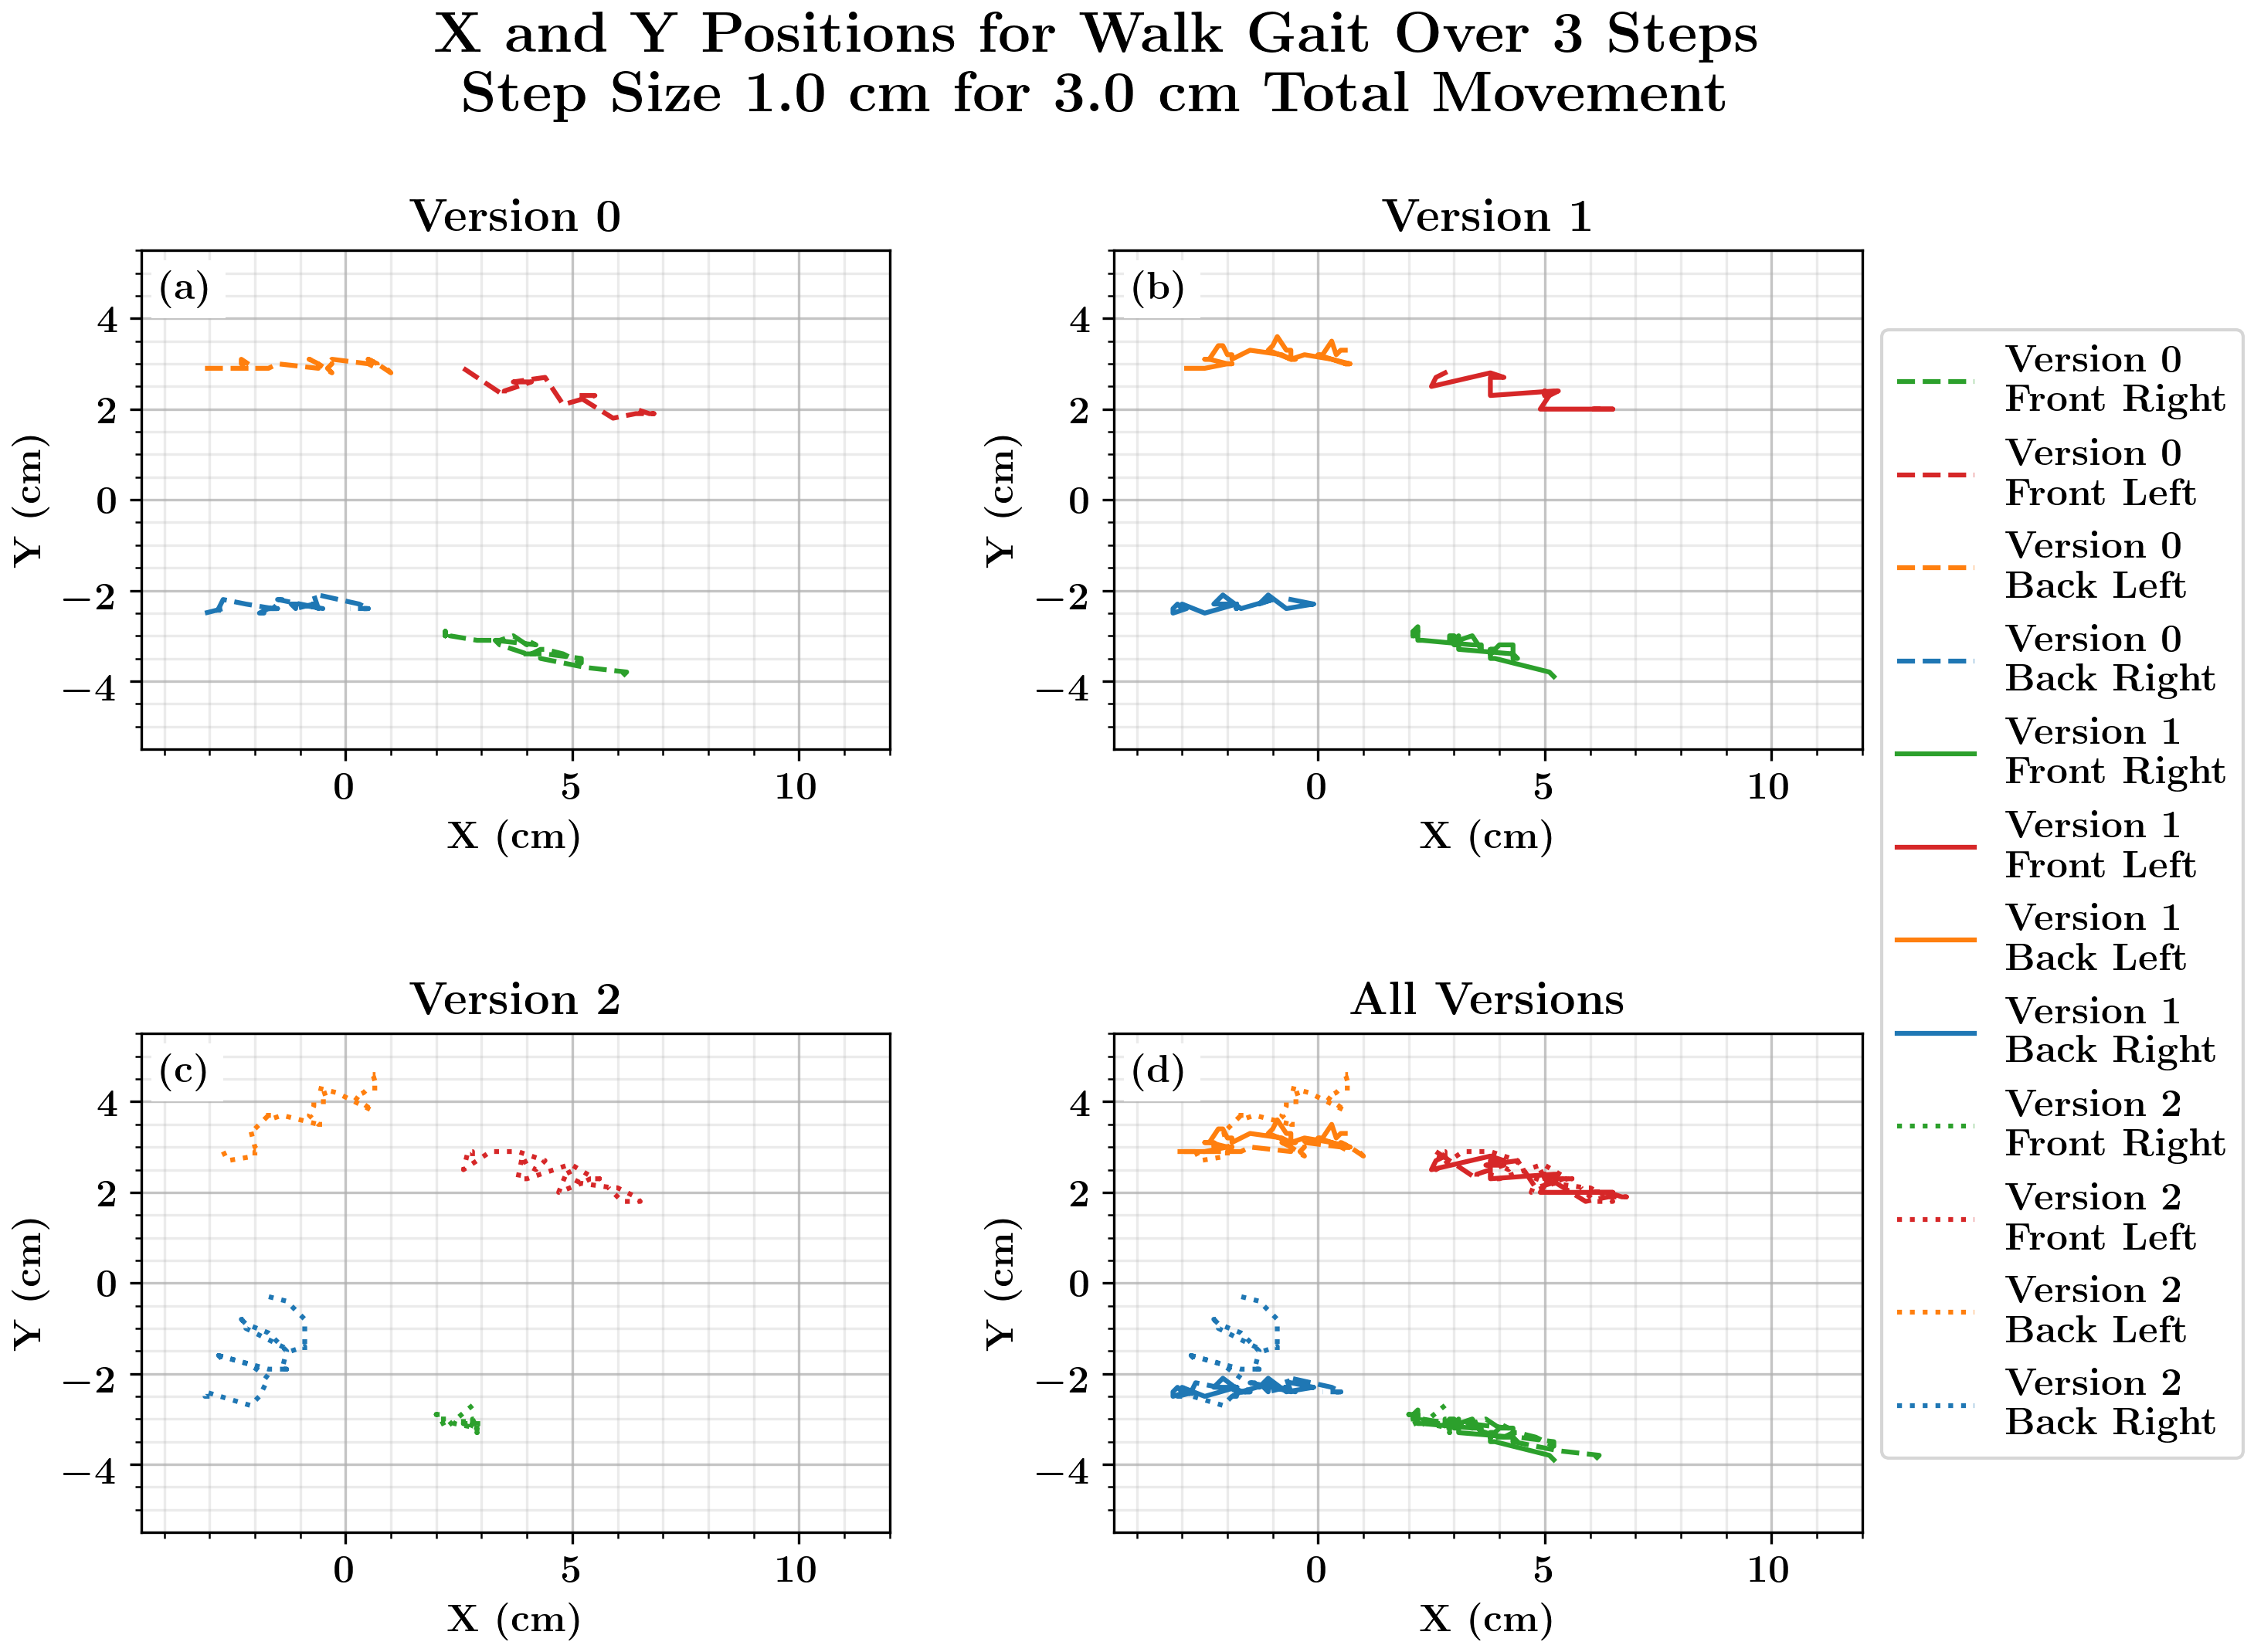 X and Y Positions for Walk Gait Over 3 Steps
Step Size 1.0 cm for 3.0 cm Total Movement
Version 0
(a)
4
2
0
−2
−4
Y (cm)
0
5
10
X (cm)
Version 1
(b)
4
2
0
−2
−4
Y (cm)
0
5
10
X (cm)
Version 2
(c)
4
2
0
−2
−4
Y (cm)
0
5
10
X (cm)
All Versions
(d)
4
2
0
−2
−4
Y (cm)
0
5
10
X (cm)
Version 0
Front Right
Version 0
Front Left
Version 0
Back Left
Version 0
Back Right
Version 1
Front Right
Version 1
Front Left
Version 1
Back Left
Version 1
Back Right
Version 2
Front Right
Version 2
Front Left
Version 2
Back Left
Version 2
Back Right